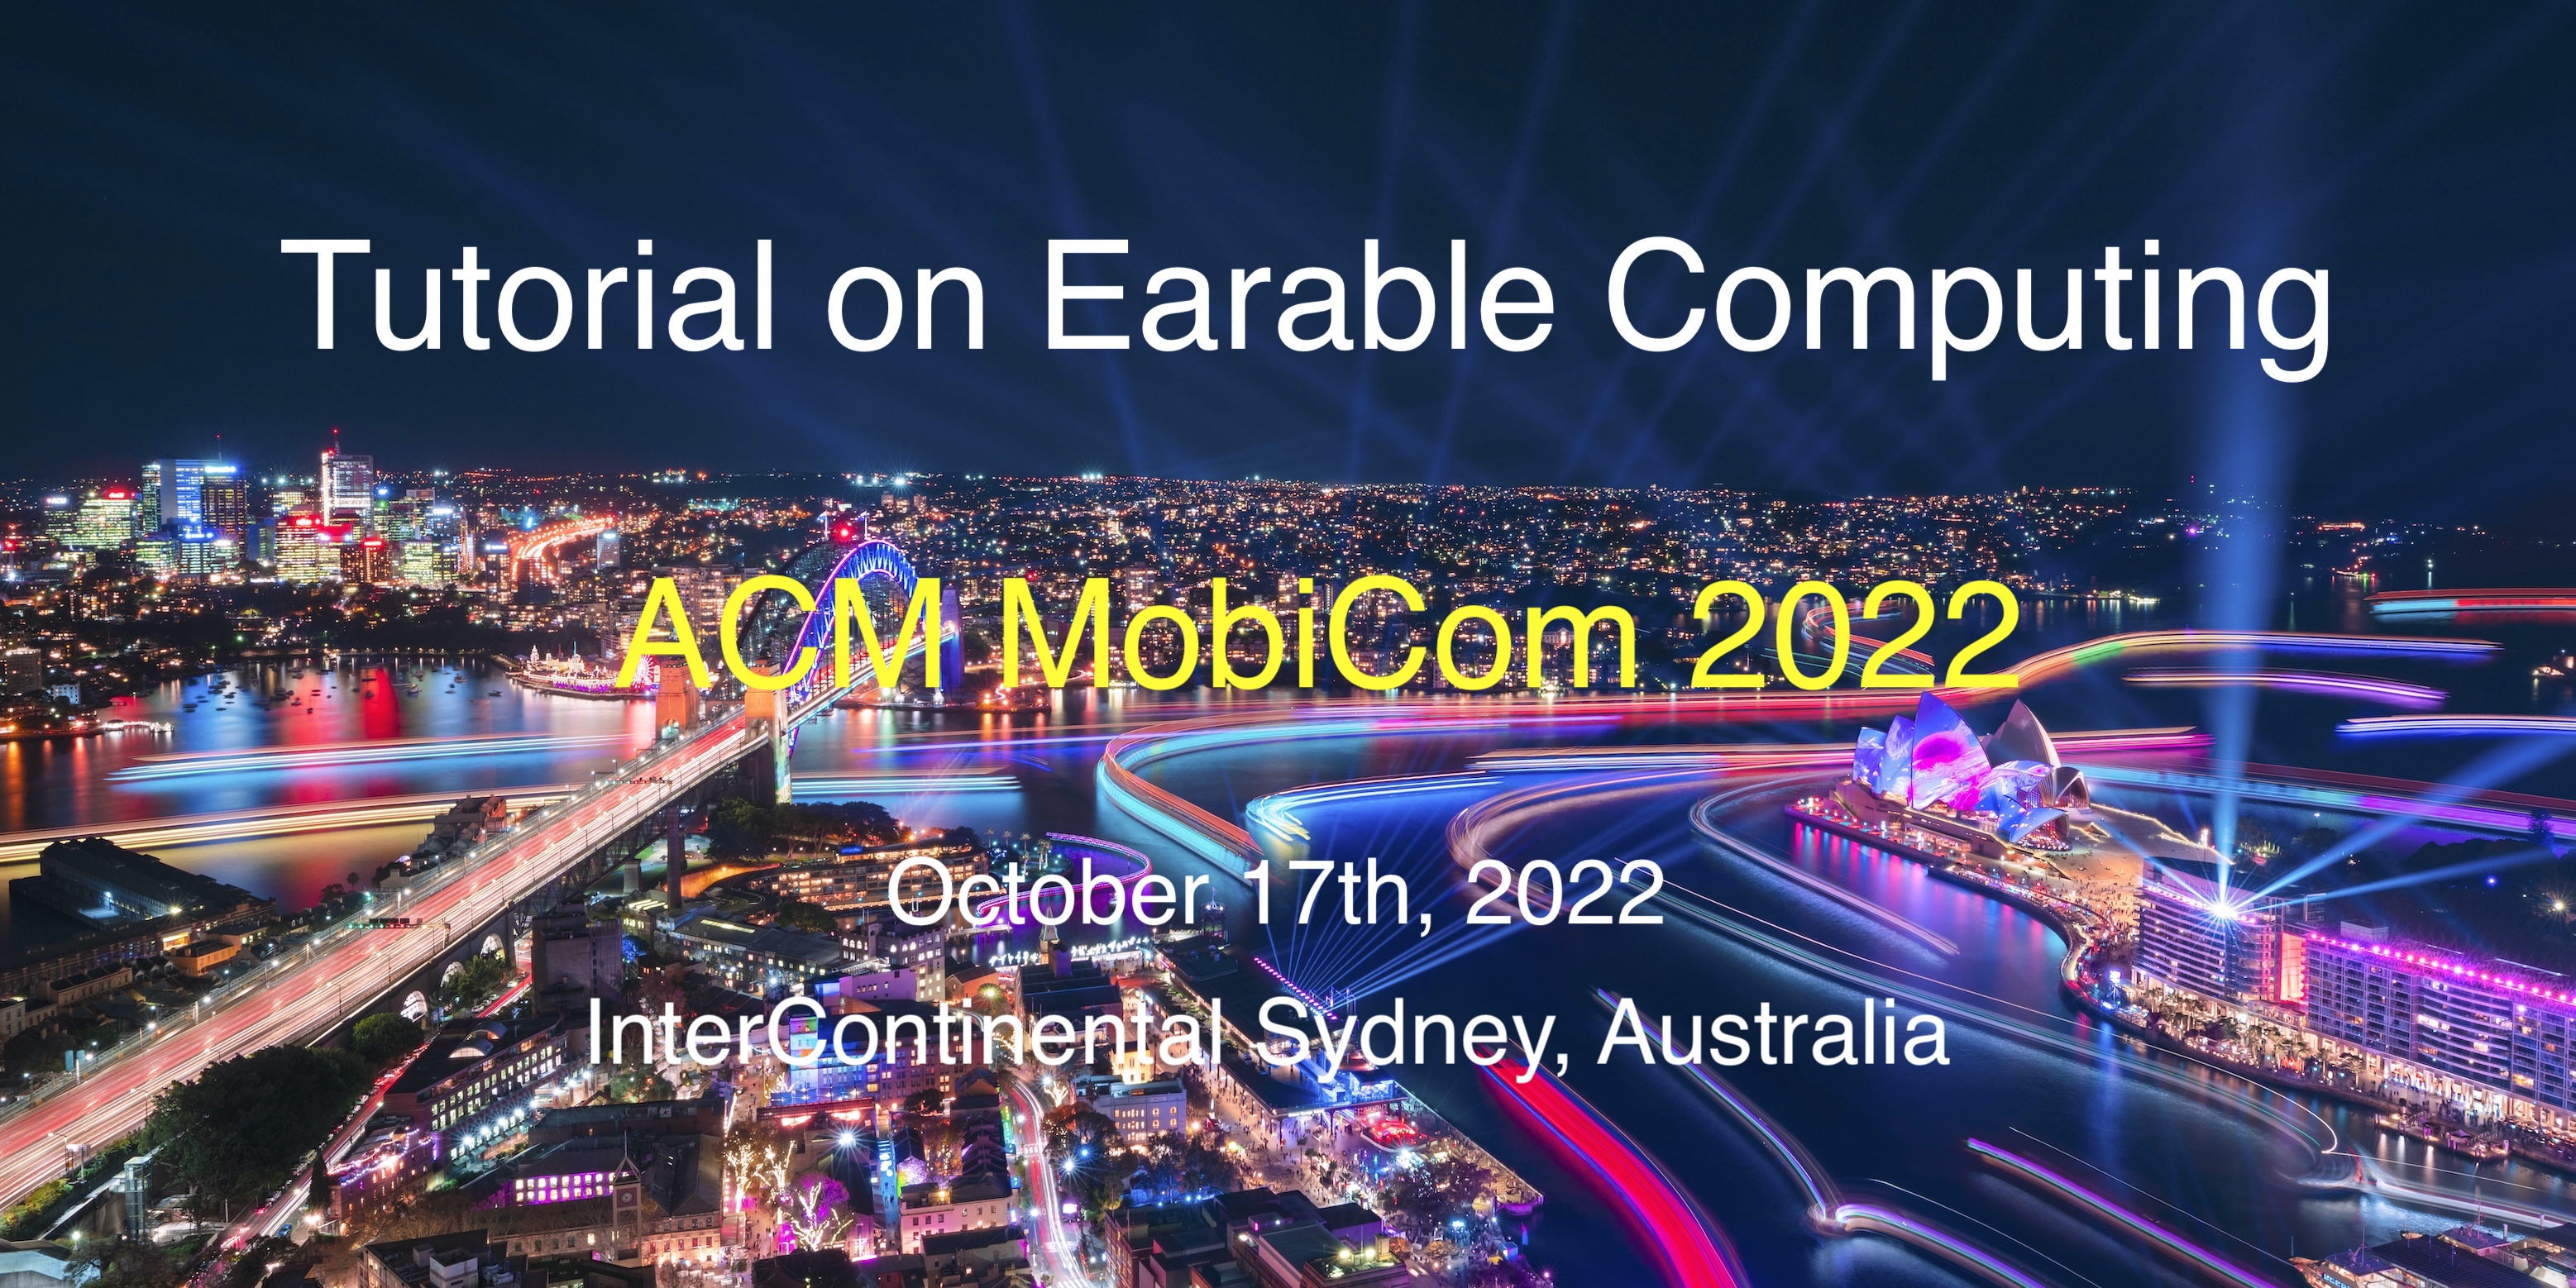 Tutorial on Earable Computing
ACM MobiCom 2022
October 17th, 2022
InterContinental Sydney, Australia